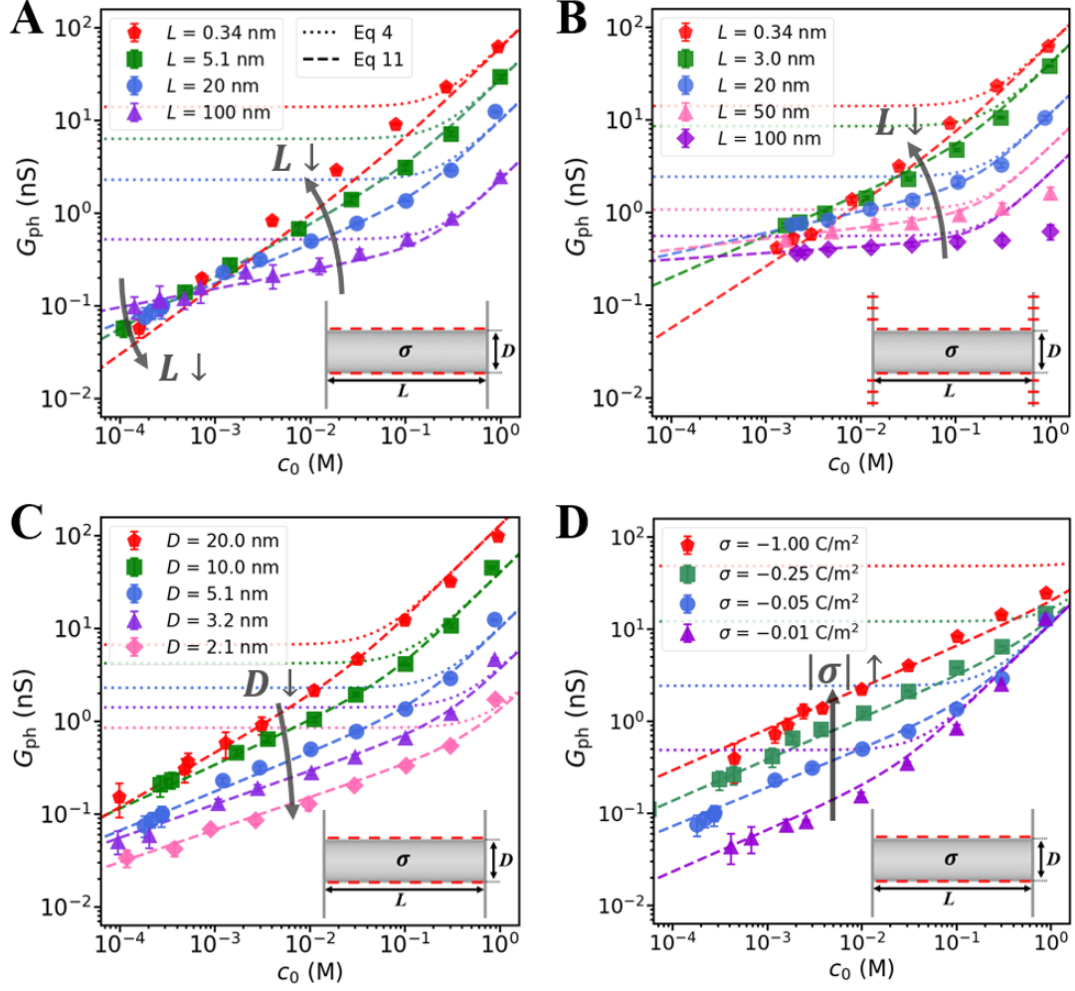 A
10² 10¹ 10⁰ 10⁻¹ 10⁻²
G_ph (nS)
L = 0.34 nm
L = 5.1 nm
L = 20 nm
L = 100 nm
Eq 4
Eq 11
L ↓
L ↓
σ
D
L
10⁻⁴ 10⁻³ 10⁻² 10⁻¹ 10⁰
c₀ (M)
B
10² 10¹ 10⁰ 10⁻¹ 10⁻²
G_ph (nS)
L = 0.34 nm
L = 3.0 nm
L = 20 nm
L = 50 nm
L = 100 nm
L ↓
σ
D
L
10⁻⁴ 10⁻³ 10⁻² 10⁻¹ 10⁰
c₀ (M)
C
10² 10¹ 10⁰ 10⁻¹ 10⁻²
G_ph (nS)
D = 20.0 nm
D = 10.0 nm
D = 5.1 nm
D = 3.2 nm
D = 2.1 nm
D ↓
σ
D
L
10⁻⁴ 10⁻³ 10⁻² 10⁻¹ 10⁰
c₀ (M)
D
10² 10¹ 10⁰ 10⁻¹ 10⁻²
G_ph (nS)
σ = −1.00 C/m²
σ = −0.25 C/m²
σ = −0.05 C/m²
σ = −0.01 C/m²
|σ| ↑
σ
D
L
10⁻⁴ 10⁻³ 10⁻² 10⁻¹ 10⁰
c₀ (M)